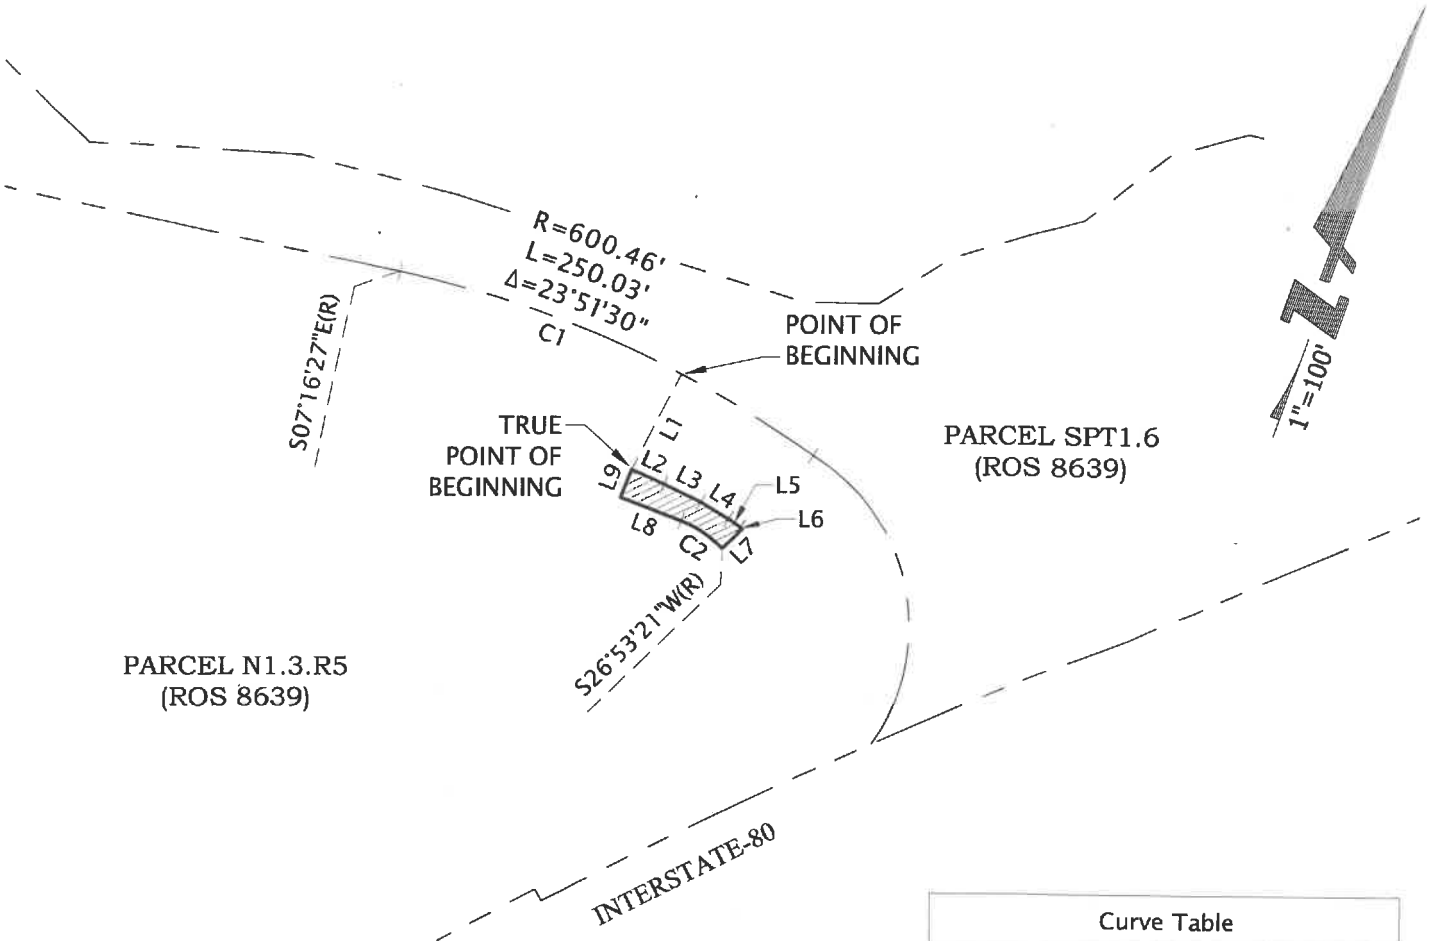 R=600.46'
L=250.03'
Δ=23°51'30"
C1
POINT OF
BEGINNING
S07°16'27"E(R)
L1
TRUE
POINT OF
BEGINNING
L2
L3
L4
L5
L6
L7
L8
L9
C2
S26°53'21"W(R)
PARCEL SPT1.6
(ROS 8639)
N
1"=100'
PARCEL N1.3.R5
(ROS 8639)
INTERSTATE-80
Curve Table